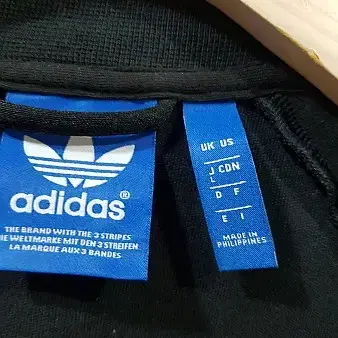 adidas®
THE BRAND WITH THE 3 STRIPES
DIE WELTMARKE MIT DEN 3 STREIFEN
LA MARQUE AUX 3 BANDES
UK US
J CDN
L
D F
E I
MADE IN
PHILIPPINES